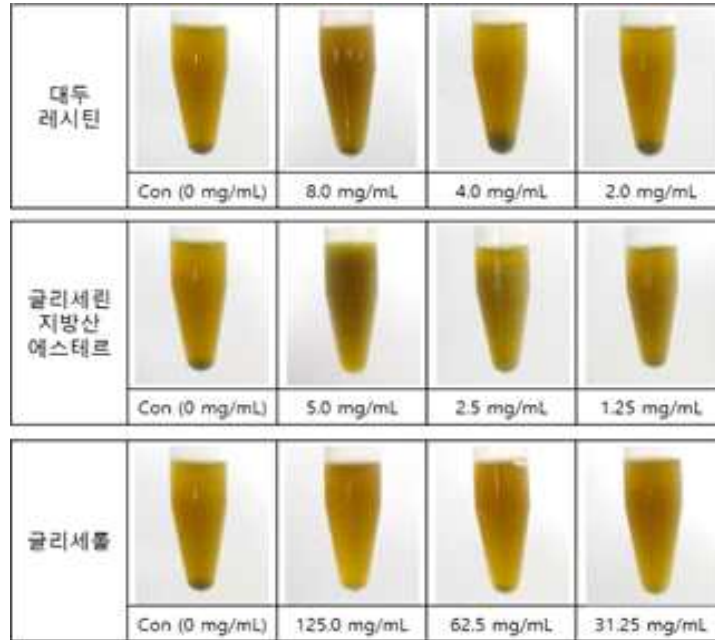 대두
레시틴
Con (0 mg/mL)
8.0 mg/mL
4.0 mg/mL
2.0 mg/mL
글리세린
지방산
에스테르
Con (0 mg/mL)
5.0 mg/mL
2.5 mg/mL
1.25 mg/mL
글리세롤
Con (0 mg/mL)
125.0 mg/mL
62.5 mg/mL
31.25 mg/mL